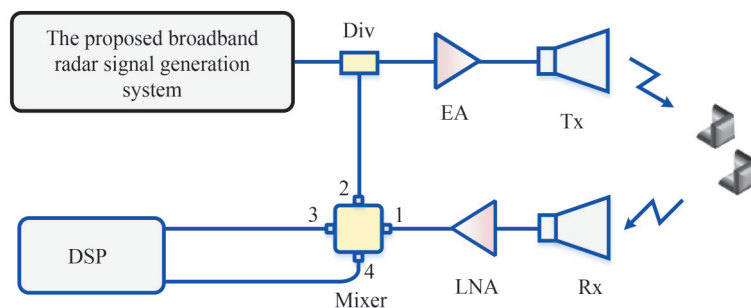 The proposed broadband
radar signal generation
system
Div
EA
Tx
2
3
1
4
DSP
Mixer
LNA
Rx